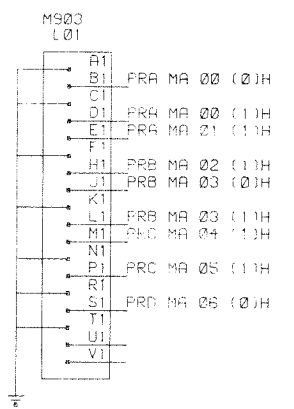 M903
L01
A1
B1 PRA MA 00 (0)H
C1
D1 PRA MA 00 (1)H
E1 PRA MA 01 (1)H
F1
H1 PRB MA 02 (1)H
J1 PRB MA 03 (0)H
K1
L1 PRB MA 03 (1)H
M1 PRC MA 04 (1)H
N1
P1 PRC MA 05 (1)H
R1
S1 PRD MA 06 (0)H
T1
U1
V1